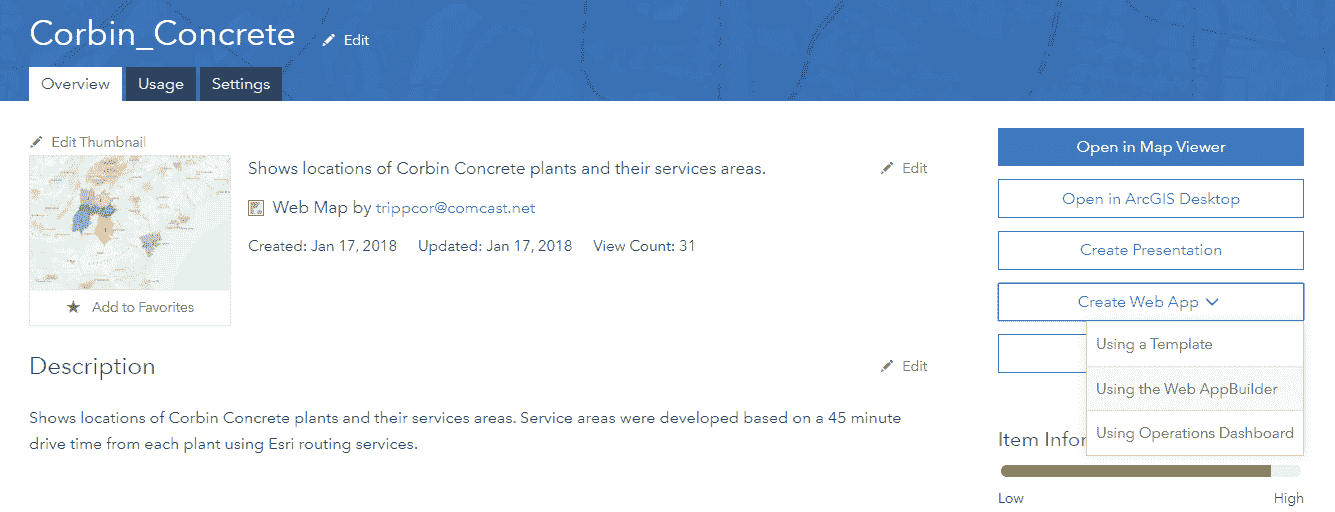 Corbin_Concrete
Edit
Overview
Usage
Settings
Edit Thumbnail
Add to Favorites
Shows locations of Corbin Concrete plants and their services areas.
Edit
Web Map by trippcor@comcast.net
Created: Jan 17, 2018 Updated: Jan 17, 2018 View Count: 31
Description
Edit
Shows locations of Corbin Concrete plants and their services areas. Service areas were developed based on a 45 minute
drive time from each plant using Esri routing services.
Open in Map Viewer
Open in ArcGIS Desktop
Create Presentation
Create Web App
Using a Template
Using the Web AppBuilder
Using Operations Dashboard
Item
Low
High